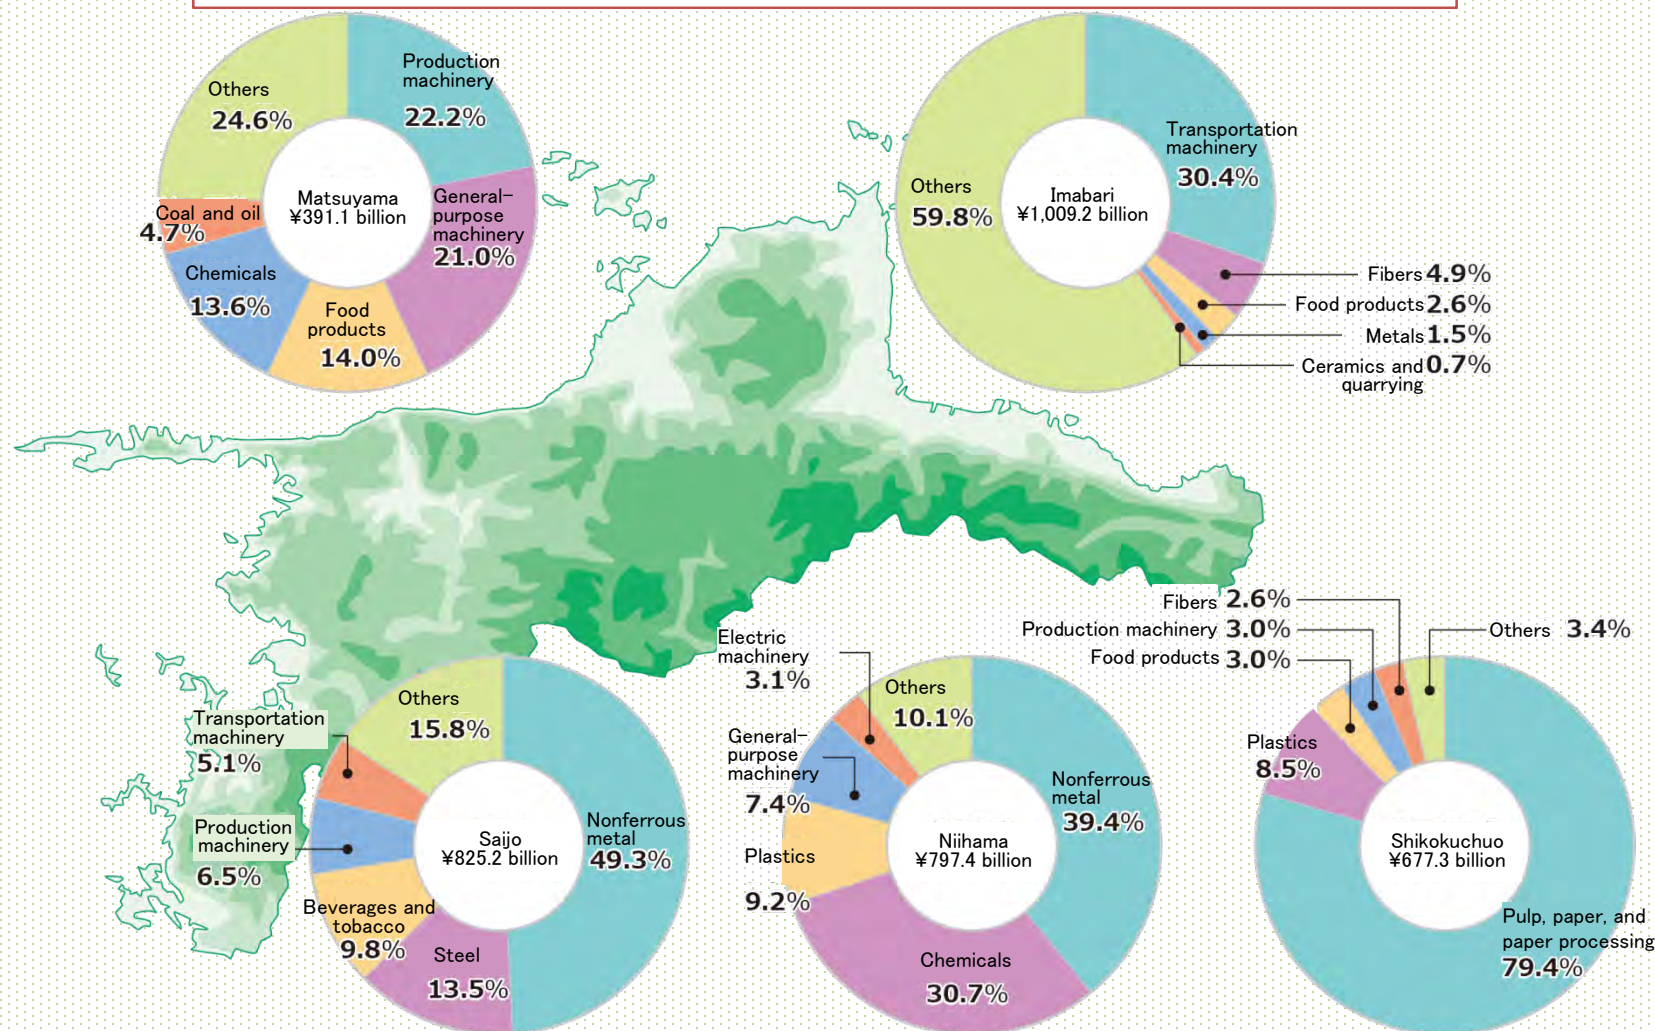 Others
24.6%
Production
machinery
22.2%
General-
purpose
machinery
21.0%
Food
products
14.0%
Chemicals
13.6%
Coal and oil
4.7%
Matsuyama
¥391.1 billion
Others
59.8%
Transportation
machinery
30.4%
Imabari
¥1,009.2 billion
Fibers 4.9%
Food products 2.6%
Metals 1.5%
Ceramics and 0.7%
quarrying
Others
15.8%
Transportation
machinery
5.1%
Production
machinery
6.5%
Beverages and
tobacco
9.8%
Steel
13.5%
Nonferrous
metal
49.3%
Saijo
¥825.2 billion
Electric
machinery
3.1%
Others
10.1%
General-
purpose
machinery
7.4%
Plastics
9.2%
Chemicals
30.7%
Nonferrous
metal
39.4%
Niihama
¥797.4 billion
Fibers 2.6%
Production machinery 3.0%
Food products 3.0%
Others 3.4%
Plastics
8.5%
Shikokuchuo
¥677.3 billion
Pulp, paper, and
paper processing
79.4%